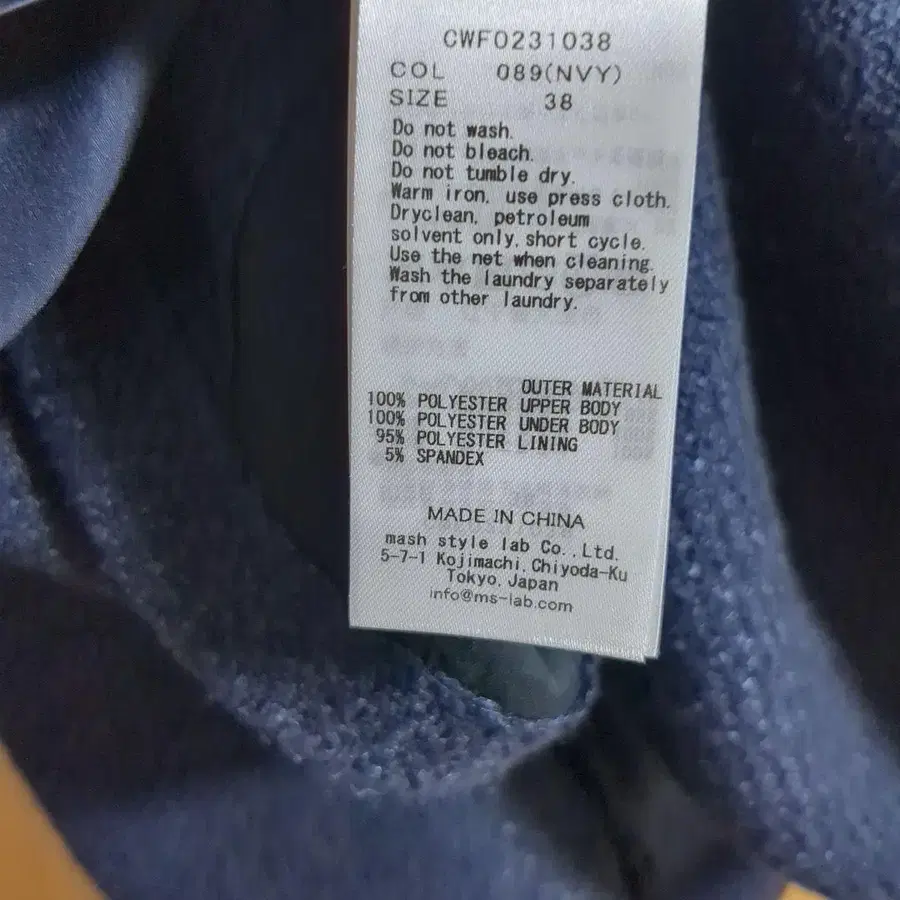 CWF0231038
COL 089(NVY)
SIZE 38
Do not wash.
Do not bleach.
Do not tumble dry.
Warm iron, use press cloth.
Dryclean, petroleum
solvent only, short cycle.
Use the net when cleaning.
Wash the laundry separately
from other laundry.
OUTER MATERIAL
100% POLYESTER UPPER BODY
100% POLYESTER UNDER BODY
95% POLYESTER LINING
5% SPANDEX
MADE IN CHINA
mash style lab Co.,Ltd.
5-7-1 Kojimachi, Chiyoda-Ku
Tokyo, Japan
info@ms-lab.com